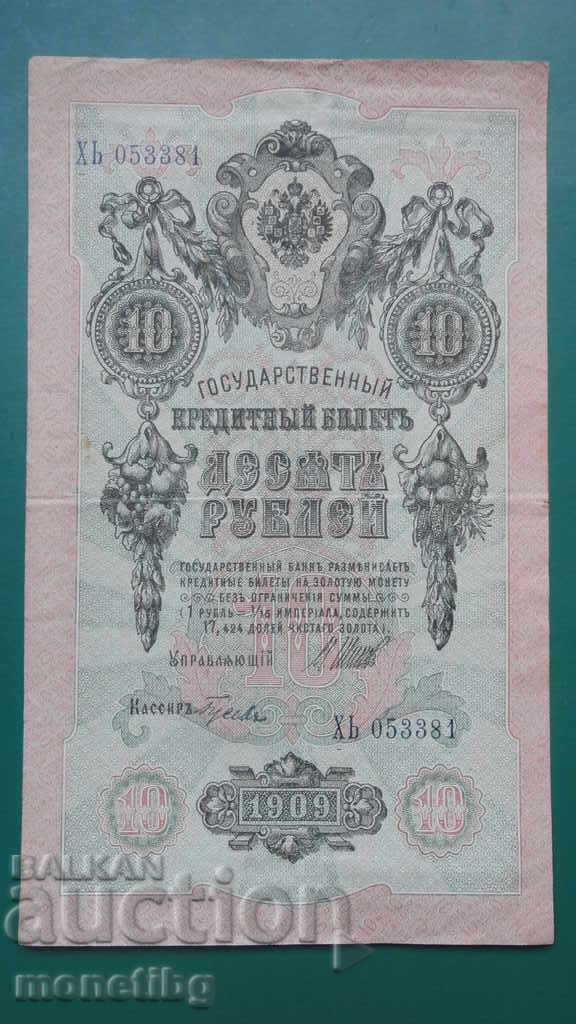 ХЬ 053381
10
10
ГОСУДАРСТВЕННЫЙ
КРЕДИТНЫЙ БИЛЕТЪ
ДЕСЯТЬ
РУБЛЕЙ
ГОСУДАРСТВЕННЫЙ БАНКЪ РАЗМѢНИВАЕТЪ
КРЕДИТНЫЕ БИЛЕТЫ НА ЗОЛОТУЮ МОНЕТУ
БЕЗЪ ОГРАНИЧЕНІЯ СУММЫ
(1 РУБЛЬ = 1/15 ИМПЕРІАЛА, СОДЕРЖИТЪ
17,424 ДОЛЕЙ ЧИСТАГО ЗОЛОТА).
УПРАВЛЯЮЩІЙ
10
КАССИРЪ
ХЬ 053381
10
1909
10
BALKAN
auction
monetibg